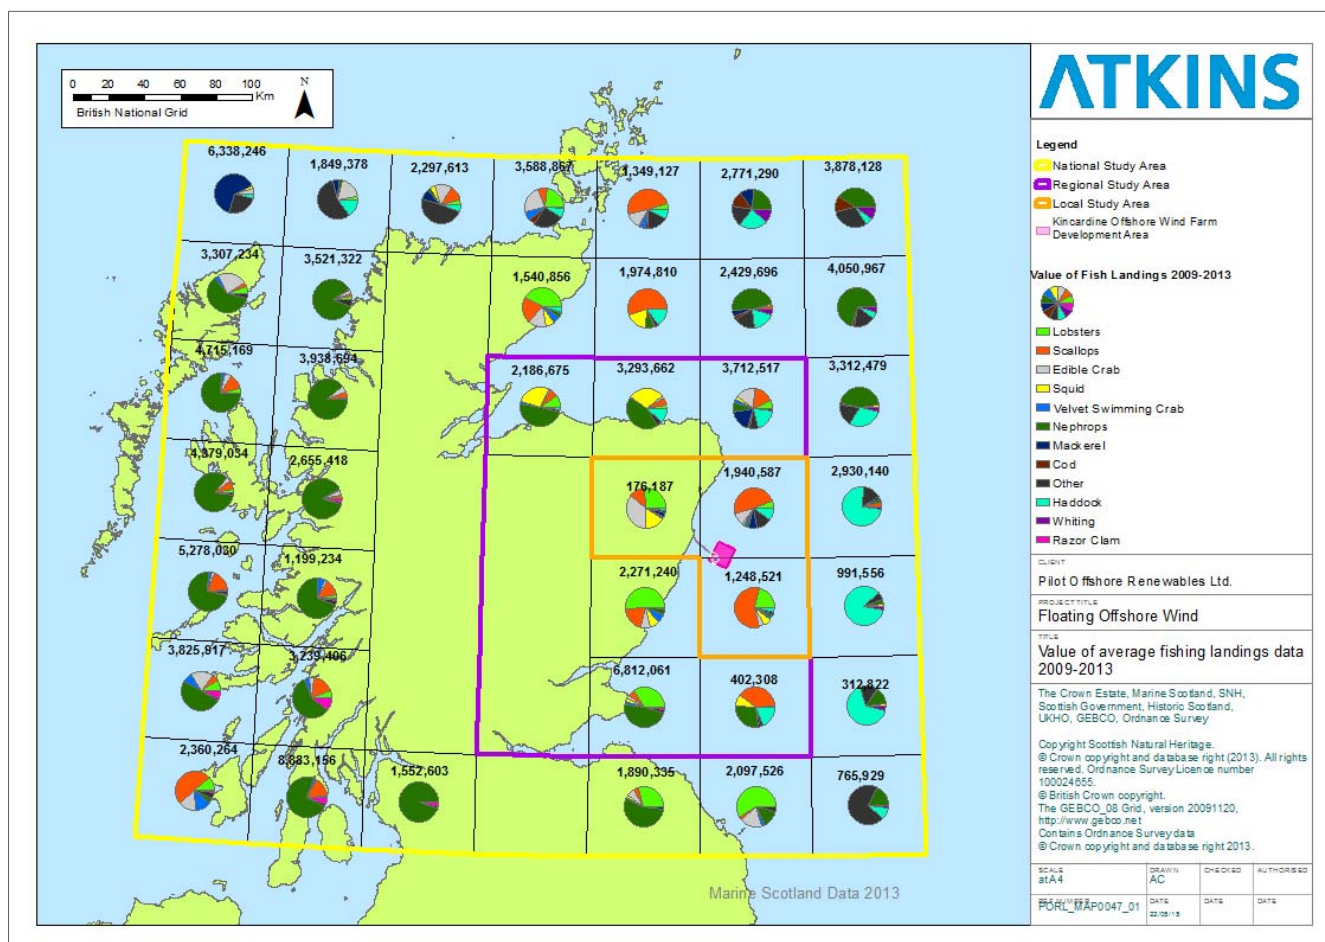 0 20 40 60 80 100
Km
British National Grid
N
6,338,246
1,849,378
2,297,613
3,588,867
1,349,127
2,771,290
3,878,128
3,307,234
3,521,322
1,540,856
1,974,810
2,429,696
4,050,967
4,715,169
3,938,694
2,186,675
3,293,662
3,712,517
3,312,479
4,379,034
2,655,418
176,187
1,940,587
2,930,140
5,278,030
1,199,234
2,271,240
1,248,521
991,556
3,825,917
3,239,406
6,812,061
402,308
312,822
2,360,264
8,883,156
1,552,603
1,890,335
2,097,526
765,929
Marine Scotland Data 2013
ATKINS
Legend
National Study Area
Regional Study Area
Local Study Area
Kincardine Offshore Wind Farm
Development Area
Value of Fish Landings 2009-2013
Lobsters
Scallops
Edible Crab
Squid
Velvet Swimming Crab
Nephrops
Mackerel
Cod
Other
Haddock
Whiting
Razor Clam
CLIENT
Pilot Offshore Renewables Ltd.
PROJECT TITLE
Floating Offshore Wind
TITLE
Value of average fishing landings data
2009-2013
The Crown Estate, Marine Scotland, SNH,
Scottish Government, Historic Scotland,
UKHO, GEBCO, Ordnance Survey
Copyright Scottish Natural Heritage.
© Crown copyright and database right (2013). All rights
reserved. Ordnance Survey Licence number
100024655.
© British Crown copyright.
The GEBCO_08 Grid, version 20091120,
http://www.gebco.net
Contains Ordnance Survey data
© Crown copyright and database right 2013.
SCALE
at A4
DRAWN
AC
CHECKED
AUTHORISED
PORL_MAP0047_01
DATE
22/05/15
DATE
DATE